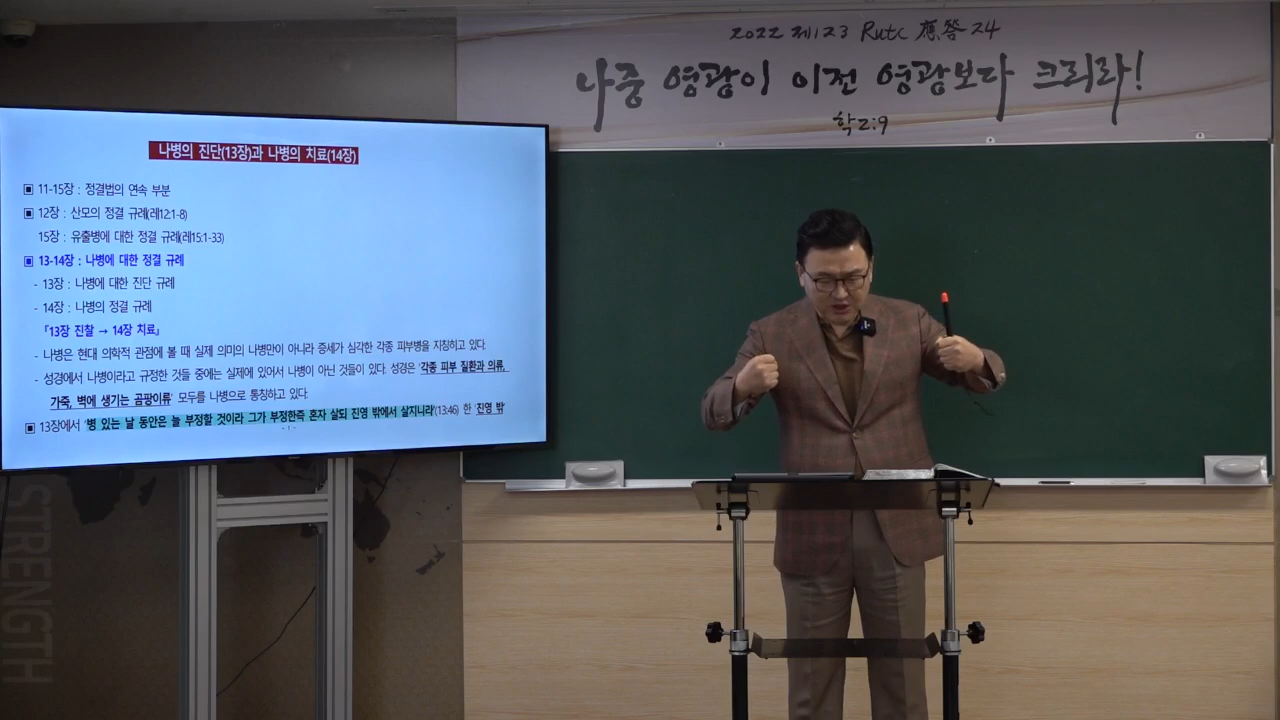 2022 제123 Rutc 應答 24
나중 영광이 이전 영광보다 크리라!
학2:9
나병의 진단(13장)과 나병의 치료(14장)
▣ 11-15장 : 정결법의 연속 부분
▣ 12장 : 산모의 정결 규례(레12:1-8)
15장 : 유출병에 대한 정결 규례(레15:1-33)
▣ 13-14장 : 나병에 대한 정결 규례
- 13장 : 나병에 대한 진단 규례
- 14장 : 나병의 정결 규례
『13장 진찰 → 14장 치료』
- 나병은 현대 의학적 관점에 볼 때 실제 의미의 나병만이 아니라 증세가 심각한 각종 피부병을 지칭하고 있다.
- 성경에서 나병이라고 규정한 것들 중에는 실제에 있어서 나병이 아닌 것들이 있다. 성경은 '각종 피부 질환과 의류,
가죽, 벽에 생기는 곰팡이류' 모두를 나병으로 통칭하고 있다.
▣ 13장에서 '병 있는 날 동안은 늘 부정할 것이라 그가 부정한즉 혼자 살되 진영 밖에서 살지니라'(13:46) 한 '진영 밖'
STRENGTH